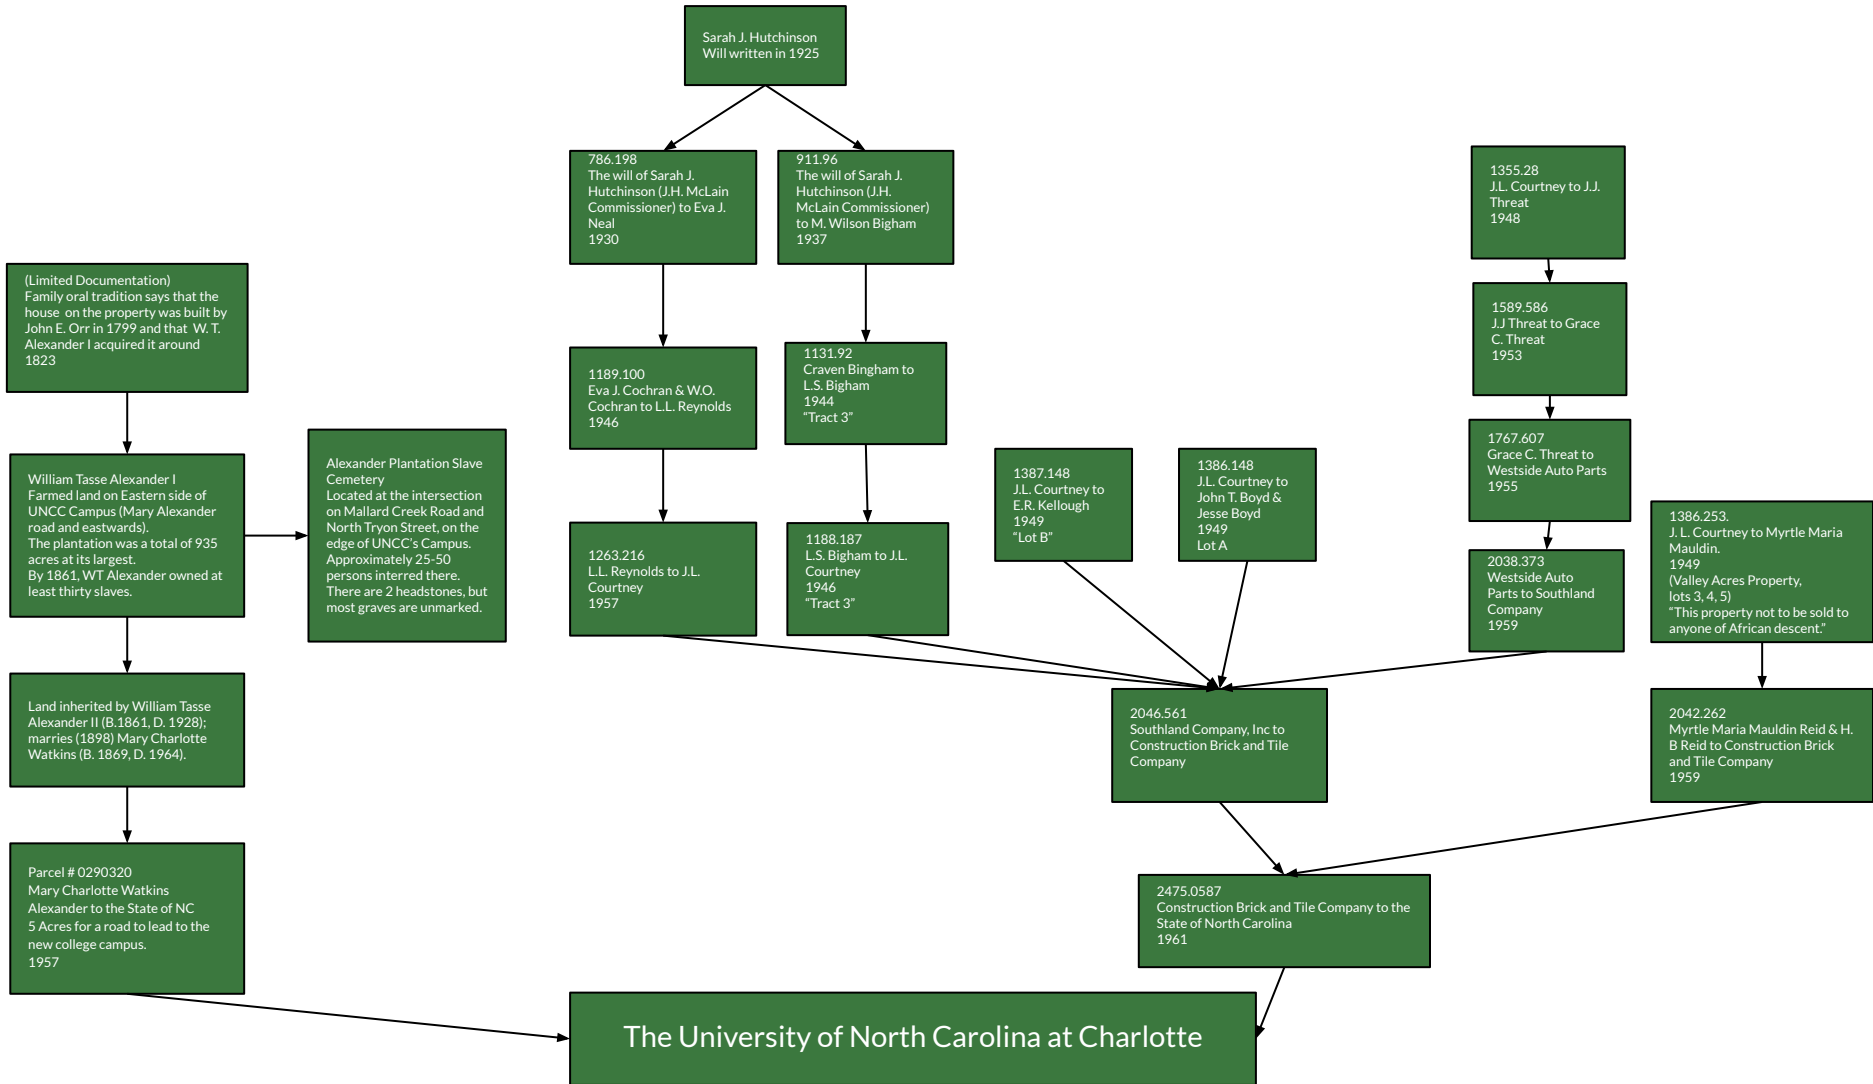 Sarah J. Hutchinson
Will written in 1925
786.198
The will of Sarah J.
Hutchinson (J.H. McLain
Commissioner) to Eva J.
Neal
1930
911.96
The will of Sarah J.
Hutchinson (J.H.
McLain Commissioner)
to M. Wilson Bigham
1937
1355.28
J.L. Courtney to J.J.
Threat
1948
(Limited Documentation)
Family oral tradition says that the
house on the property was built by
John E. Orr in 1799 and that W. T.
Alexander I acquired it around
1823
1589.586
J.J Threat to Grace
C. Threat
1953
1189.100
Eva J. Cochran & W.O.
Cochran to L.L. Reynolds
1946
1131.92
Craven Bingham to
L.S. Bigham
1944
“Tract 3”
1767.607
Grace C. Threat to
Westside Auto Parts
1955
William Tasse Alexander I
Farmed land on Eastern side of
UNCC Campus (Mary Alexander
road and eastwards).
The plantation was a total of 935
acres at its largest.
By 1861, WT Alexander owned at
least thirty slaves.
Alexander Plantation Slave
Cemetery
Located at the intersection
on Mallard Creek Road and
North Tryon Street, on the
edge of UNCC’s Campus.
Approximately 25-50
persons interred there.
There are 2 headstones, but
most graves are unmarked.
1387.148
J.L. Courtney to
E.R. Kellough
1949
“Lot B”
1386.148
J.L. Courtney to
John T. Boyd &
Jesse Boyd
1949
Lot A
1263.216
L.L. Reynolds to J.L.
Courtney
1957
1188.187
L.S. Bigham to J.L.
Courtney
1946
“Tract 3”
2038.373
Westside Auto
Parts to Southland
Company
1959
1386.253.
J. L. Courtney to Myrtle Maria
Mauldin.
1949
(Valley Acres Property,
lots 3, 4, 5)
“This property not to be sold to
anyone of African descent.”
Land inherited by William Tasse
Alexander II (B.1861, D. 1928);
marries (1898) Mary Charlotte
Watkins (B. 1869, D. 1964).
2046.561
Southland Company, Inc to
Construction Brick and Tile
Company
2042.262
Myrtle Maria Mauldin Reid & H.
B Reid to Construction Brick
and Tile Company
1959
Parcel # 0290320
Mary Charlotte Watkins
Alexander to the State of NC
5 Acres for a road to lead to the
new college campus.
1957
2475.0587
Construction Brick and Tile Company to the
State of North Carolina
1961
The University of North Carolina at Charlotte